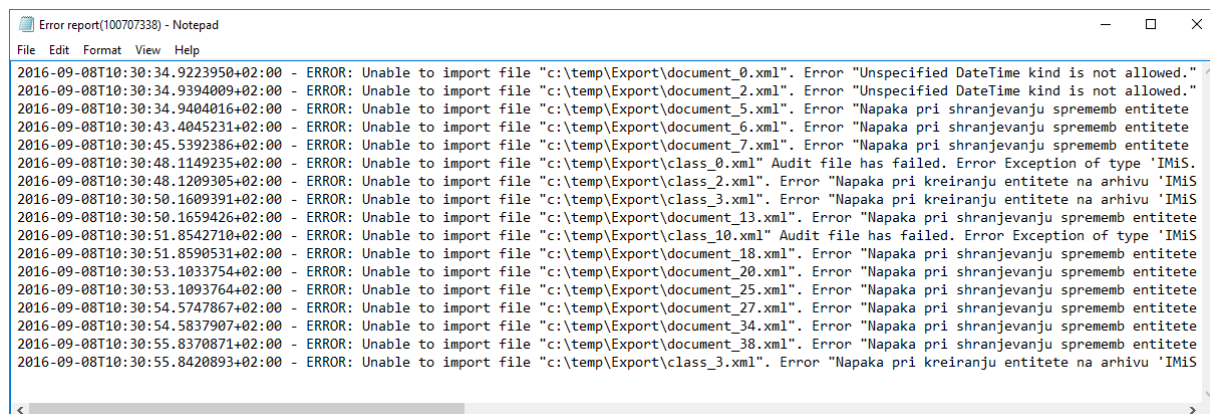 Error report(100707338) - Notepad
File Edit Format View Help
2016-09-08T10:30:34.9223950+02:00 - ERROR: Unable to import file "c:\temp\Export\document_0.xml". Error "Unspecified DateTime kind is not allowed."
2016-09-08T10:30:34.9394009+02:00 - ERROR: Unable to import file "c:\temp\Export\document_2.xml". Error "Unspecified DateTime kind is not allowed."
2016-09-08T10:30:34.9404016+02:00 - ERROR: Unable to import file "c:\temp\Export\document_5.xml". Error "Napaka pri shranjevanju sprememb entitete
2016-09-08T10:30:43.4045231+02:00 - ERROR: Unable to import file "c:\temp\Export\document_6.xml". Error "Napaka pri shranjevanju sprememb entitete
2016-09-08T10:30:45.5392386+02:00 - ERROR: Unable to import file "c:\temp\Export\document_7.xml". Error "Napaka pri shranjevanju sprememb entitete
2016-09-08T10:30:48.1149235+02:00 - ERROR: Unable to import file "c:\temp\Export\class_0.xml" Audit file has failed. Error Exception of type 'IMiS.
2016-09-08T10:30:48.1209305+02:00 - ERROR: Unable to import file "c:\temp\Export\class_2.xml". Error "Napaka pri kreiranju entitete na arhivu 'IMiS
2016-09-08T10:30:50.1609391+02:00 - ERROR: Unable to import file "c:\temp\Export\class_3.xml". Error "Napaka pri kreiranju entitete na arhivu 'IMiS
2016-09-08T10:30:50.1659426+02:00 - ERROR: Unable to import file "c:\temp\Export\document_13.xml". Error "Napaka pri shranjevanju sprememb entitete
2016-09-08T10:30:51.8542710+02:00 - ERROR: Unable to import file "c:\temp\Export\class_10.xml" Audit file has failed. Error Exception of type 'IMiS
2016-09-08T10:30:51.8590531+02:00 - ERROR: Unable to import file "c:\temp\Export\document_18.xml". Error "Napaka pri shranjevanju sprememb entitete
2016-09-08T10:30:53.1033754+02:00 - ERROR: Unable to import file "c:\temp\Export\document_20.xml". Error "Napaka pri shranjevanju sprememb entitete
2016-09-08T10:30:53.1093764+02:00 - ERROR: Unable to import file "c:\temp\Export\document_25.xml". Error "Napaka pri shranjevanju sprememb entitete
2016-09-08T10:30:54.5747867+02:00 - ERROR: Unable to import file "c:\temp\Export\document_27.xml". Error "Napaka pri shranjevanju sprememb entitete
2016-09-08T10:30:54.5837907+02:00 - ERROR: Unable to import file "c:\temp\Export\document_34.xml". Error "Napaka pri shranjevanju sprememb entitete
2016-09-08T10:30:55.8370871+02:00 - ERROR: Unable to import file "c:\temp\Export\document_38.xml". Error "Napaka pri shranjevanju sprememb entitete
2016-09-08T10:30:55.8420893+02:00 - ERROR: Unable to import file "c:\temp\Export\class_3.xml". Error "Napaka pri kreiranju entitete na arhivu 'IMiS